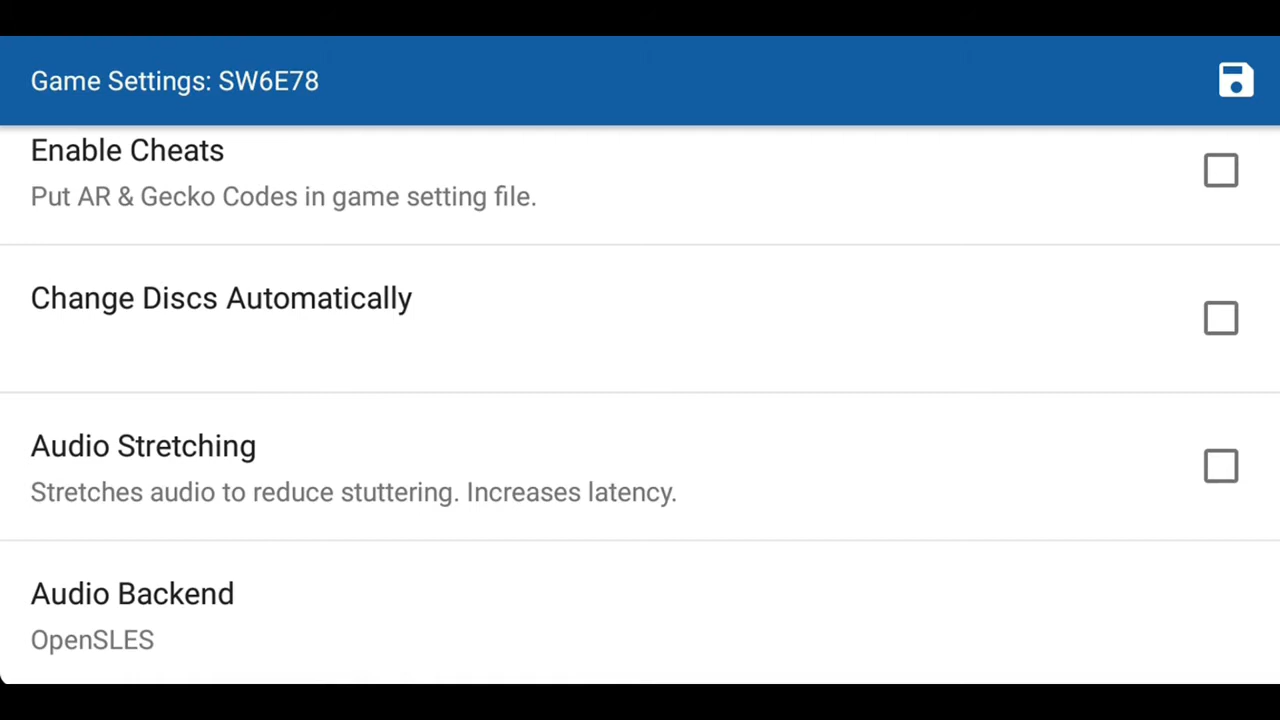 Game Settings: SW6E78
Enable Cheats
Put AR & Gecko Codes in game setting file.
Change Discs Automatically
Audio Stretching
Stretches audio to reduce stuttering. Increases latency.
Audio Backend
OpenSLES